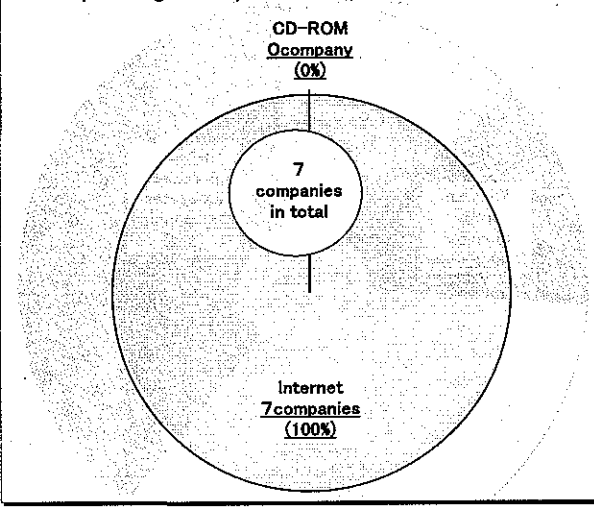 CD-ROM
0company
(0%)
7
companies
in total
Internet
7companies
(100%)